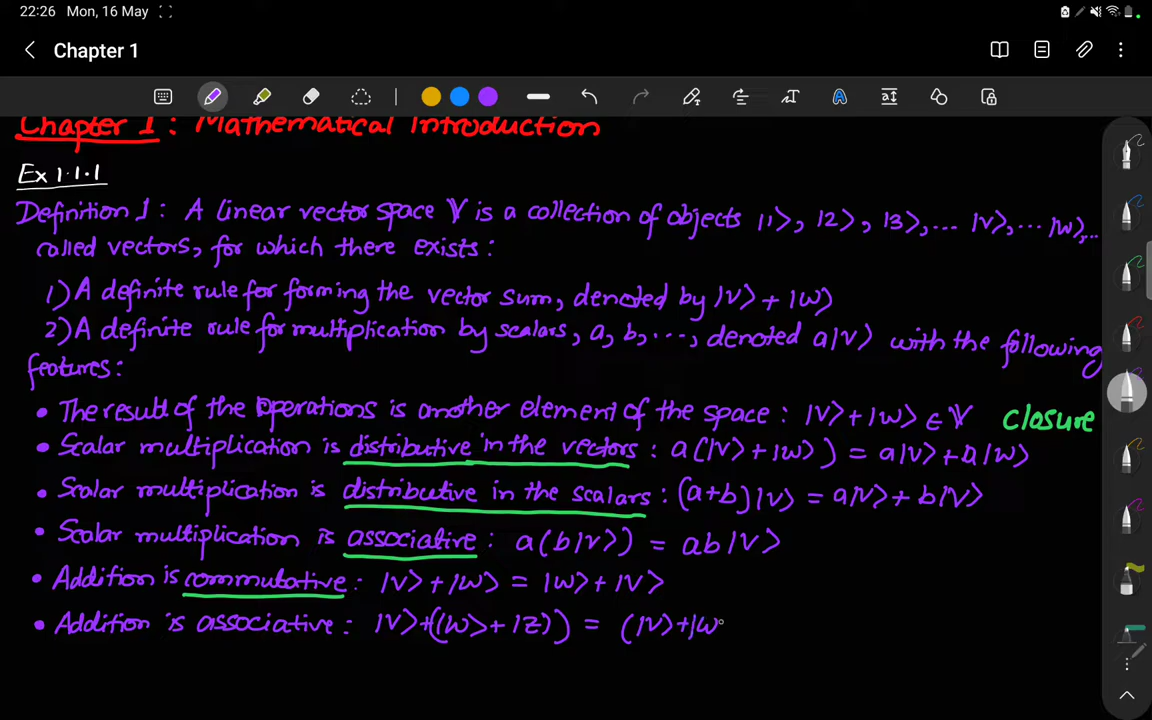 22:26 Mon, 16 May
Chapter 1
Chapter 1 : Mathematical Introduction
Ex 1.1.1
Definition 1 : A linear vector space 𝕍 is a collection of objects |1>, |2>, |3>, ... |V>, ... |W>, ...
called vectors, for which there exists :
1) A definite rule for forming the vector sum, denoted by |V> + |W>
2) A definite rule for multiplication by scalars, a, b, ..., denoted a|V> with the following
features :
• The result of the operations is another element of the space : |V> + |W> ∈ 𝕍 closure
• Scalar multiplication is distributive in the vectors : a(|V> + |W>) = a|V> + a|W>
• Scalar multiplication is distributive in the scalars : (a+b)|V> = a|V> + b|V>
• Scalar multiplication is associative : a(b|V>) = ab|V>
• Addition is commutative : |V> + |W> = |W> + |V>
• Addition is associative : |V> + (|W> + |Z>) = (|V> + |W